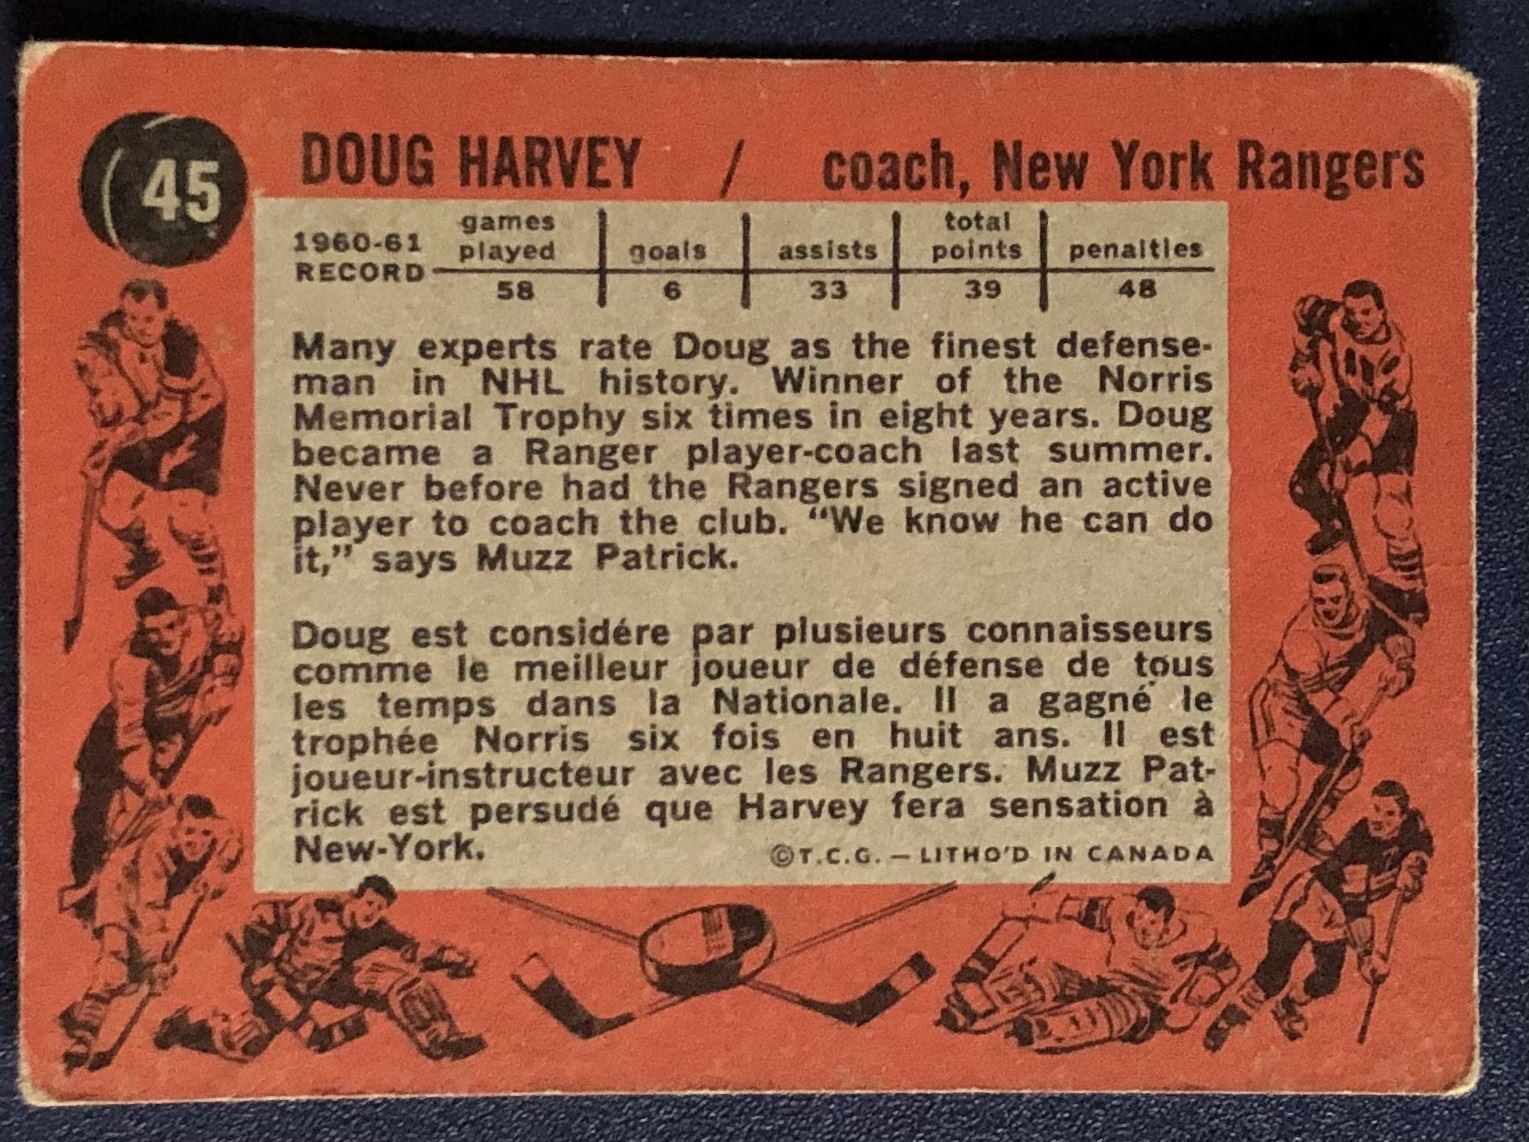 45
DOUG HARVEY / coach, New York Rangers
1960-61 RECORD
games played | goals | assists | total points | penalties
58 | 6 | 33 | 39 | 48
Many experts rate Doug as the finest defense-
man in NHL history. Winner of the Norris
Memorial Trophy six times in eight years. Doug
became a Ranger player-coach last summer.
Never before had the Rangers signed an active
player to coach the club. “We know he can do
it,” says Muzz Patrick.
Doug est considére par plusieurs connaisseurs
comme le meilleur joueur de défense de tous
les temps dans la Nationale. Il a gagné le
trophée Norris six fois en huit ans. Il est
joueur-instructeur avec les Rangers. Muzz Pat-
rick est persudé que Harvey fera sensation à
New-York.
©T.C.G. — LITHO'D IN CANADA